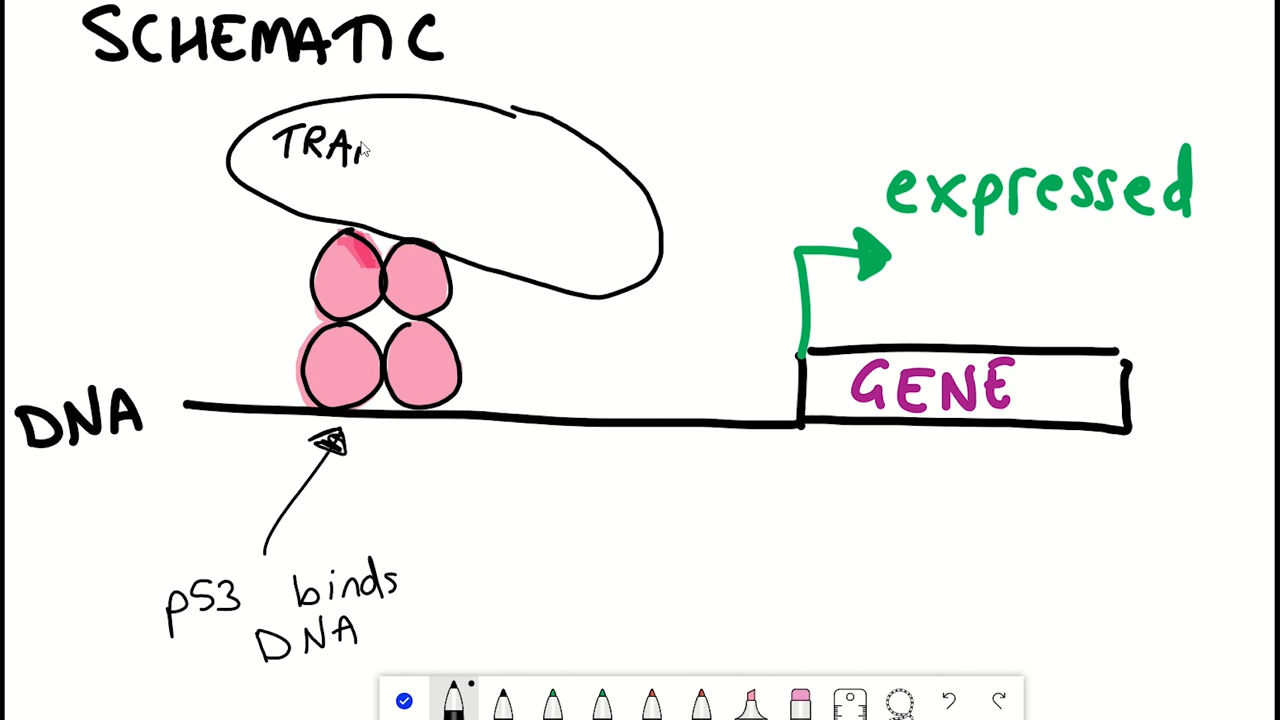 SCHEMATIC
TRA
expressed
GENE
DNA
p53 binds
DNA